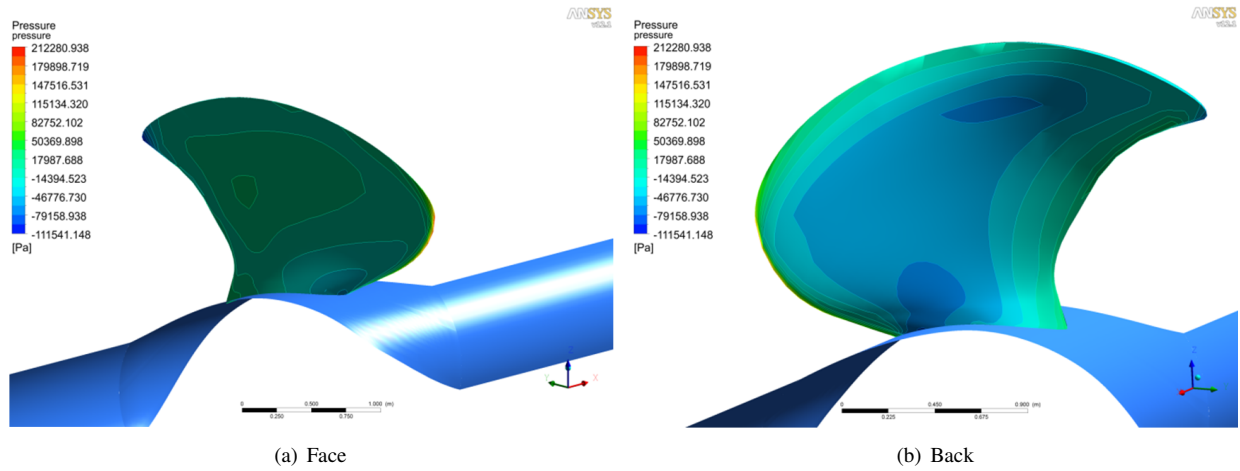 ANSYS
v12.1
Pressure
pressure
212280.938
179898.719
147516.531
115134.320
82752.102
50369.898
17987.688
-14394.523
-46776.730
-79158.938
-111541.148
[Pa]
Z
Y
X
0
0.500
1.000
(m)
0.250
0.750
(a) Face
ANSYS
Pressure
pressure
212280.938
179898.719
147516.531
115134.320
82752.102
50369.898
17987.688
-14394.523
-46776.730
-79158.938
-111541.148
[Pa]
Z
0
0.450
0.900
(m)
0.225
0.675
(b) Back